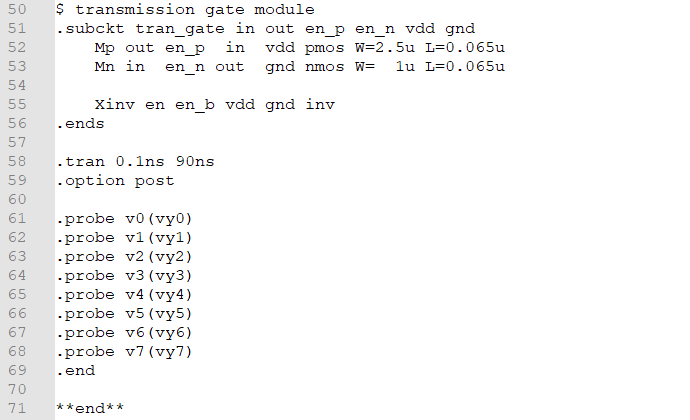 50 $ transmission gate module
51 .subckt tran_gate in out en_p en_n vdd gnd
52     Mp out en_p  in  vdd pmos W=2.5u L=0.065u
53     Mn in  en_n out  gnd nmos W=  1u L=0.065u
54
55     Xinv en en_b vdd gnd inv
56 .ends
57
58 .tran 0.1ns 90ns
59 .option post
60
61 .probe v0(vy0)
62 .probe v1(vy1)
63 .probe v2(vy2)
64 .probe v3(vy3)
65 .probe v4(vy4)
66 .probe v5(vy5)
67 .probe v6(vy6)
68 .probe v7(vy7)
69 .end
70
71 **end**